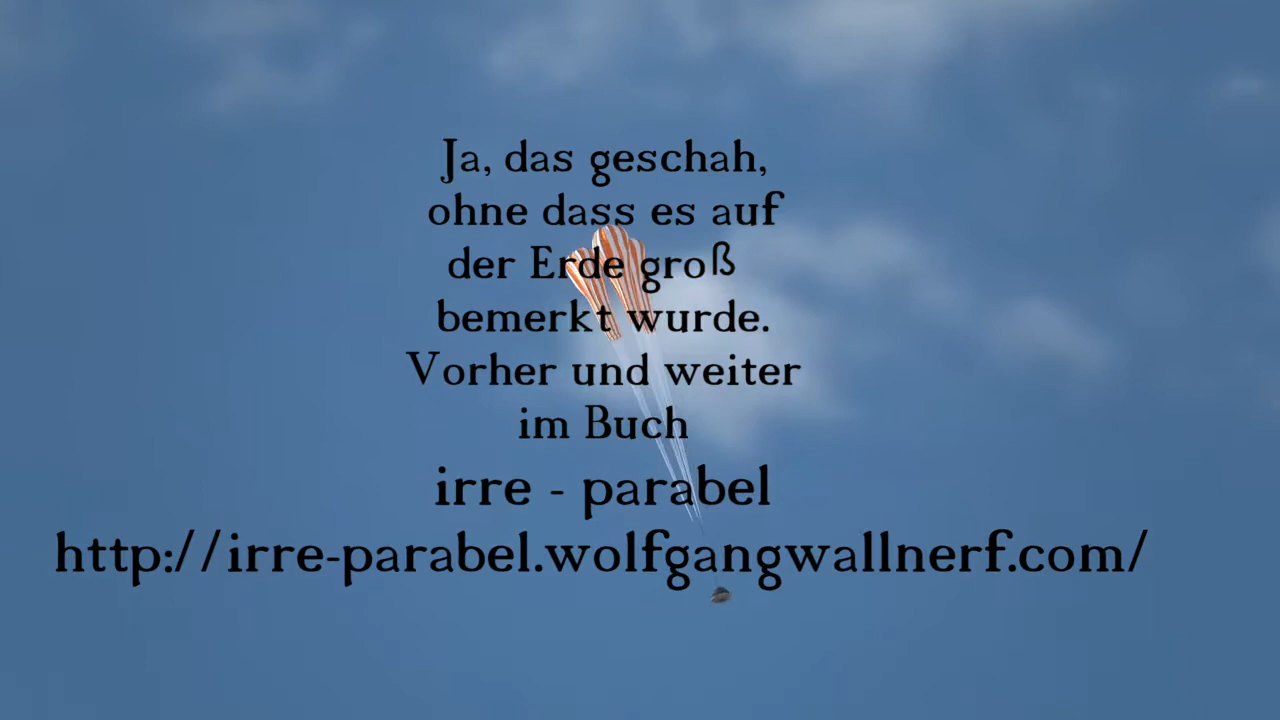 Ja, das geschah,
ohne dass es auf
der Erde groß
bemerkt wurde.
Vorher und weiter
im Buch
irre - parabel
http://irre-parabel.wolfgangwallnerf.com/